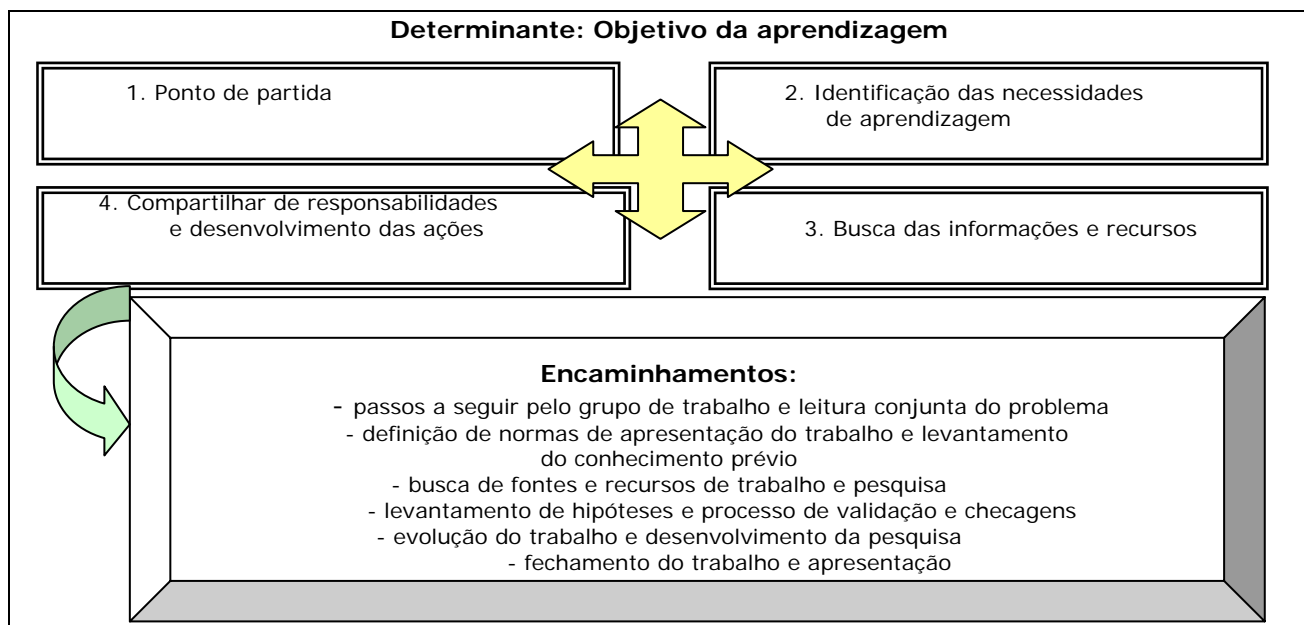 Determinante: Objetivo da aprendizagem
1. Ponto de partida
2. Identificação das necessidades
de aprendizagem
4. Compartilhar de responsabilidades
e desenvolvimento das ações
3. Busca das informações e recursos
Encaminhamentos:
- passos a seguir pelo grupo de trabalho e leitura conjunta do problema
- definição de normas de apresentação do trabalho e levantamento
do conhecimento prévio
- busca de fontes e recursos de trabalho e pesquisa
- levantamento de hipóteses e processo de validação e checagens
- evolução do trabalho e desenvolvimento da pesquisa
- fechamento do trabalho e apresentação